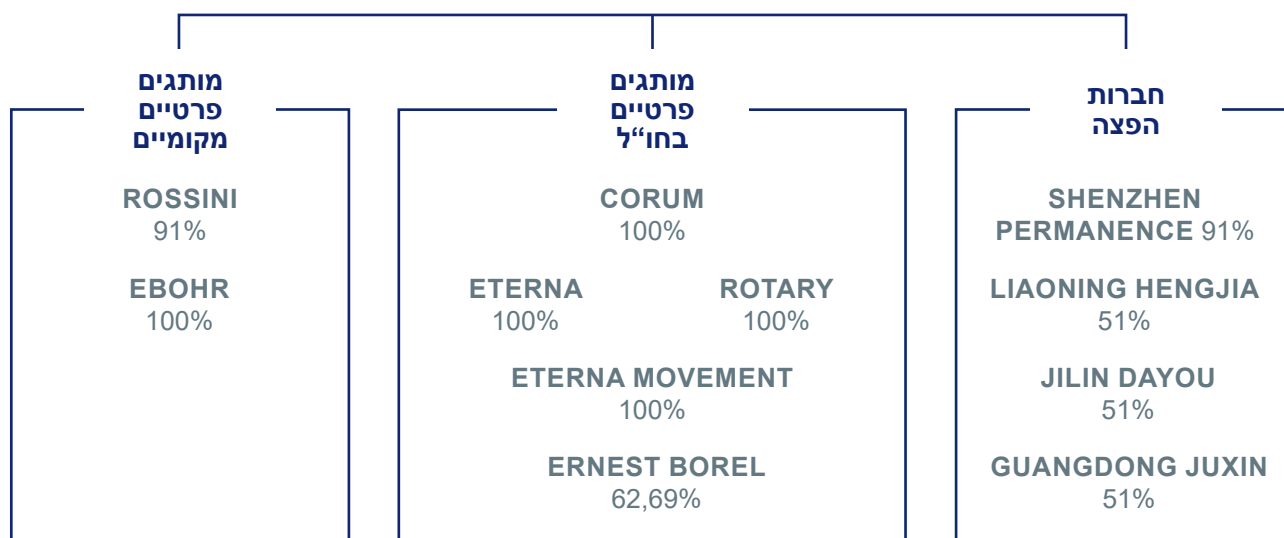 מותגים
פרטיים
מקומיים
ROSSINI
91%
EBOHR
100%
מותגים
פרטיים
בחו“ל
CORUM
100%
ETERNA
100%
ROTARY
100%
ETERNA MOVEMENT
100%
ERNEST BOREL
62,69%
חברות
הפצה
SHENZHEN
PERMANENCE 91%
LIAONING HENGJIA
51%
JILIN DAYOU
51%
GUANGDONG JUXIN
51%